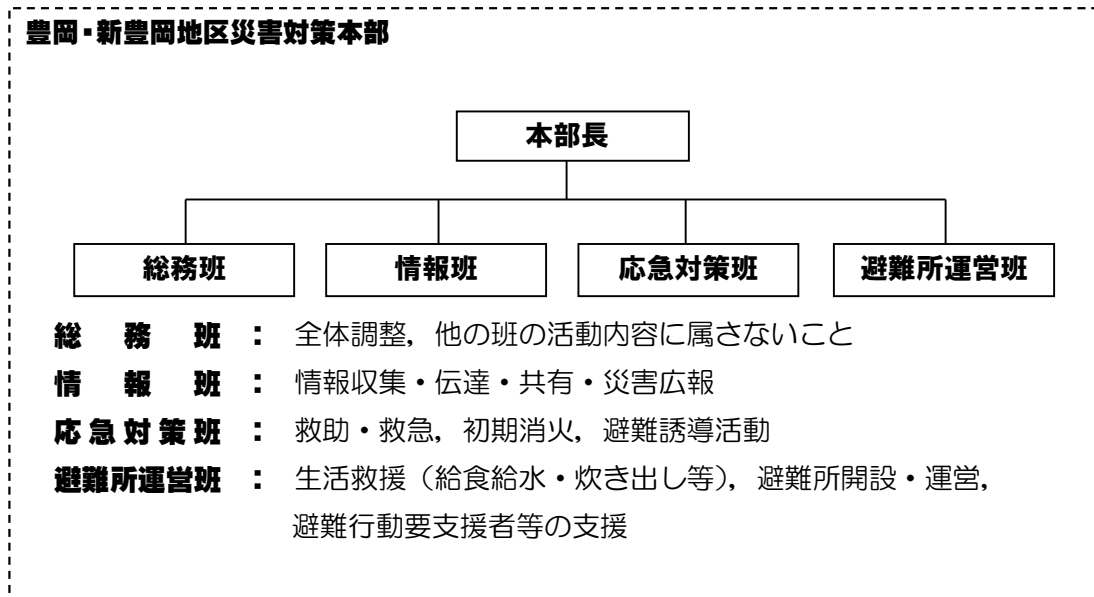 豊岡・新豊岡地区災害対策本部
本部長
総務班
情報班
応急対策班
避難所運営班
総務班：全体調整，他の班の活動内容に属さないこと
情報班：情報収集・伝達・共有・災害広報
応急対策班：救助・救急，初期消火，避難誘導活動
避難所運営班：生活救援（給食給水・炊き出し等），避難所開設・運営，
避難行動要支援者等の支援